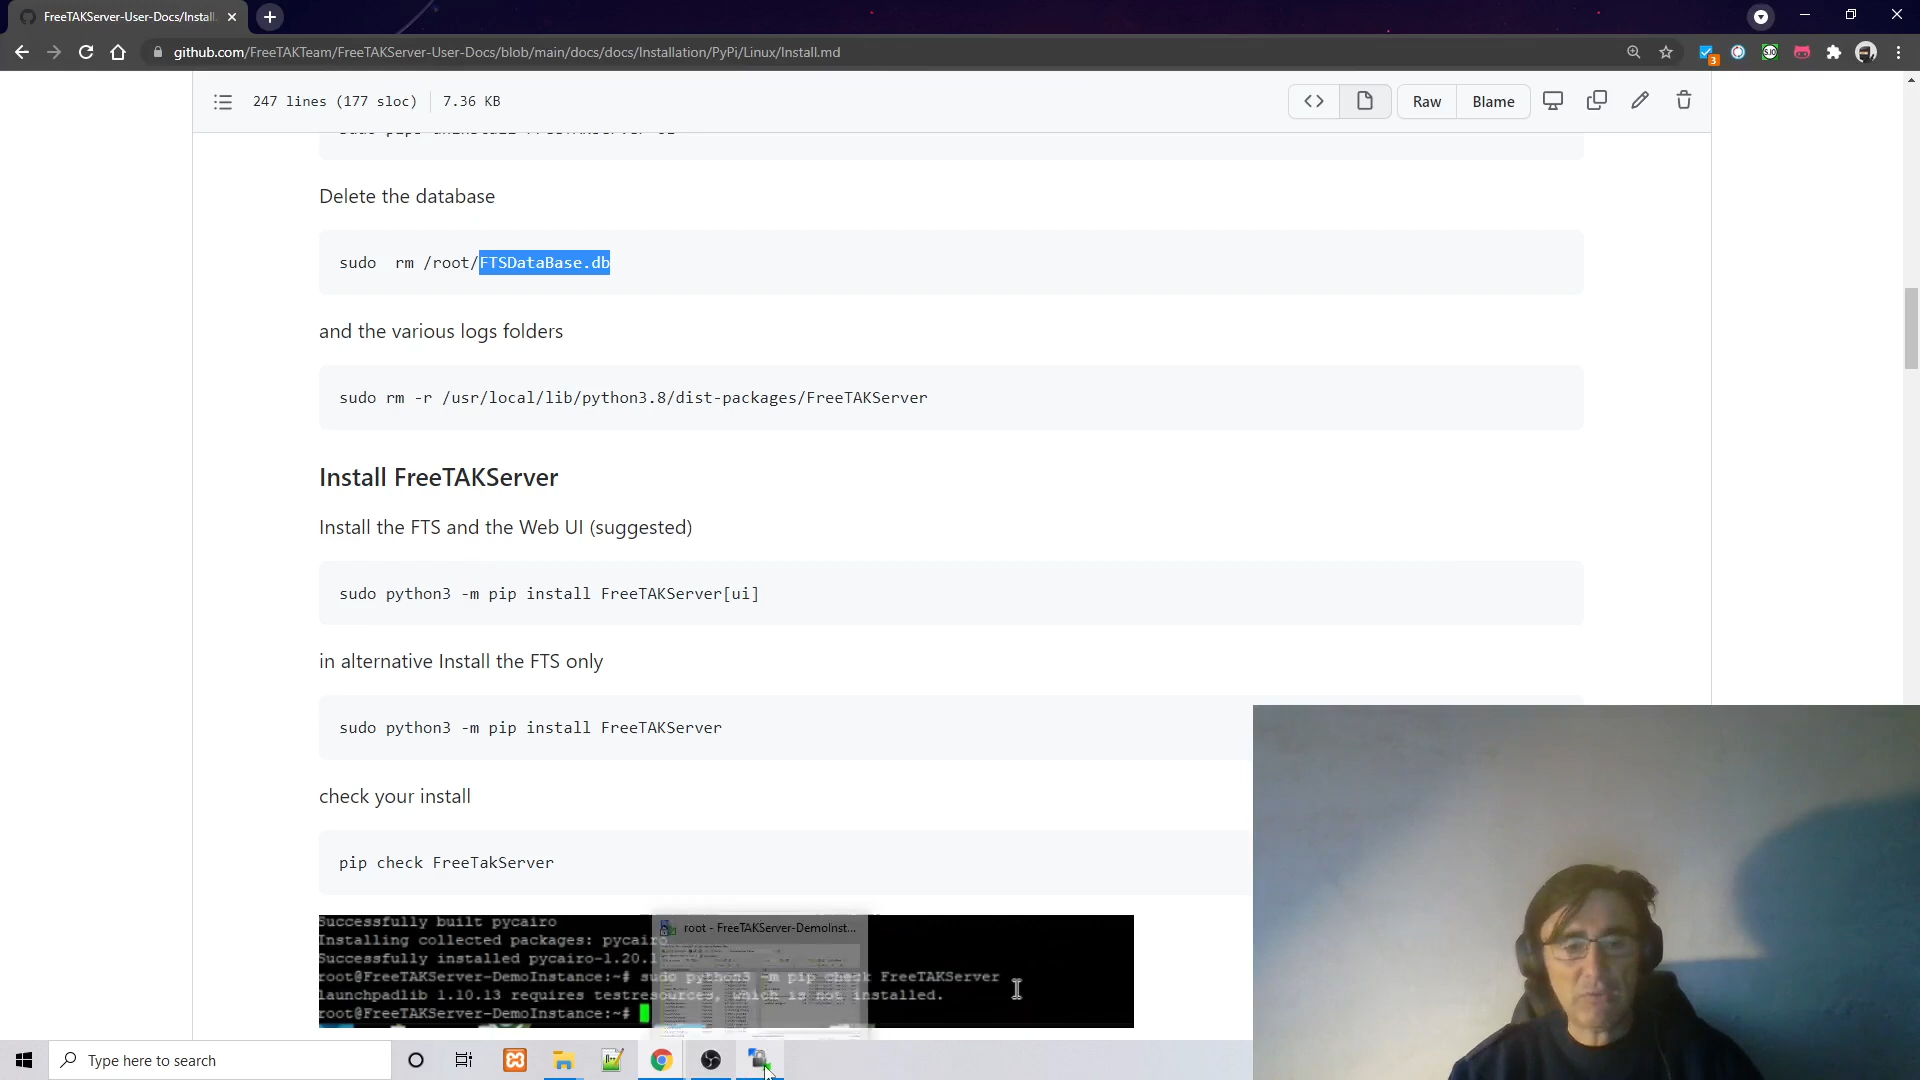 FreeTAKServer-User-Docs/Install.
github.com/FreeTAKTeam/FreeTAKServer-User-Docs/blob/main/docs/docs/Installation/PyPi/Linux/Install.md
3
247 lines (177 sloc) 7.36 KB
Raw Blame
Delete the database
sudo  rm /root/FTSDataBase.db
and the various logs folders
sudo rm -r /usr/local/lib/python3.8/dist-packages/FreeTAKServer
Install FreeTAKServer
Install the FTS and the Web UI (suggested)
sudo python3 -m pip install FreeTAKServer[ui]
in alternative Install the FTS only
sudo python3 -m pip install FreeTAKServer
check your install
pip check FreeTakServer
Successfully built pycairo
root - FreeTAKServer-DemoInst...
Installing collected packages: pycairo
Successfully installed pycairo-1.20.1
root@FreeTAKServer-DemoInstance:~# sudo python3 -m pip check FreeTAKServer
launchpadlib 1.10.13 requires testresources, which is not installed.
root@FreeTAKServer-DemoInstance:~#
Type here to search